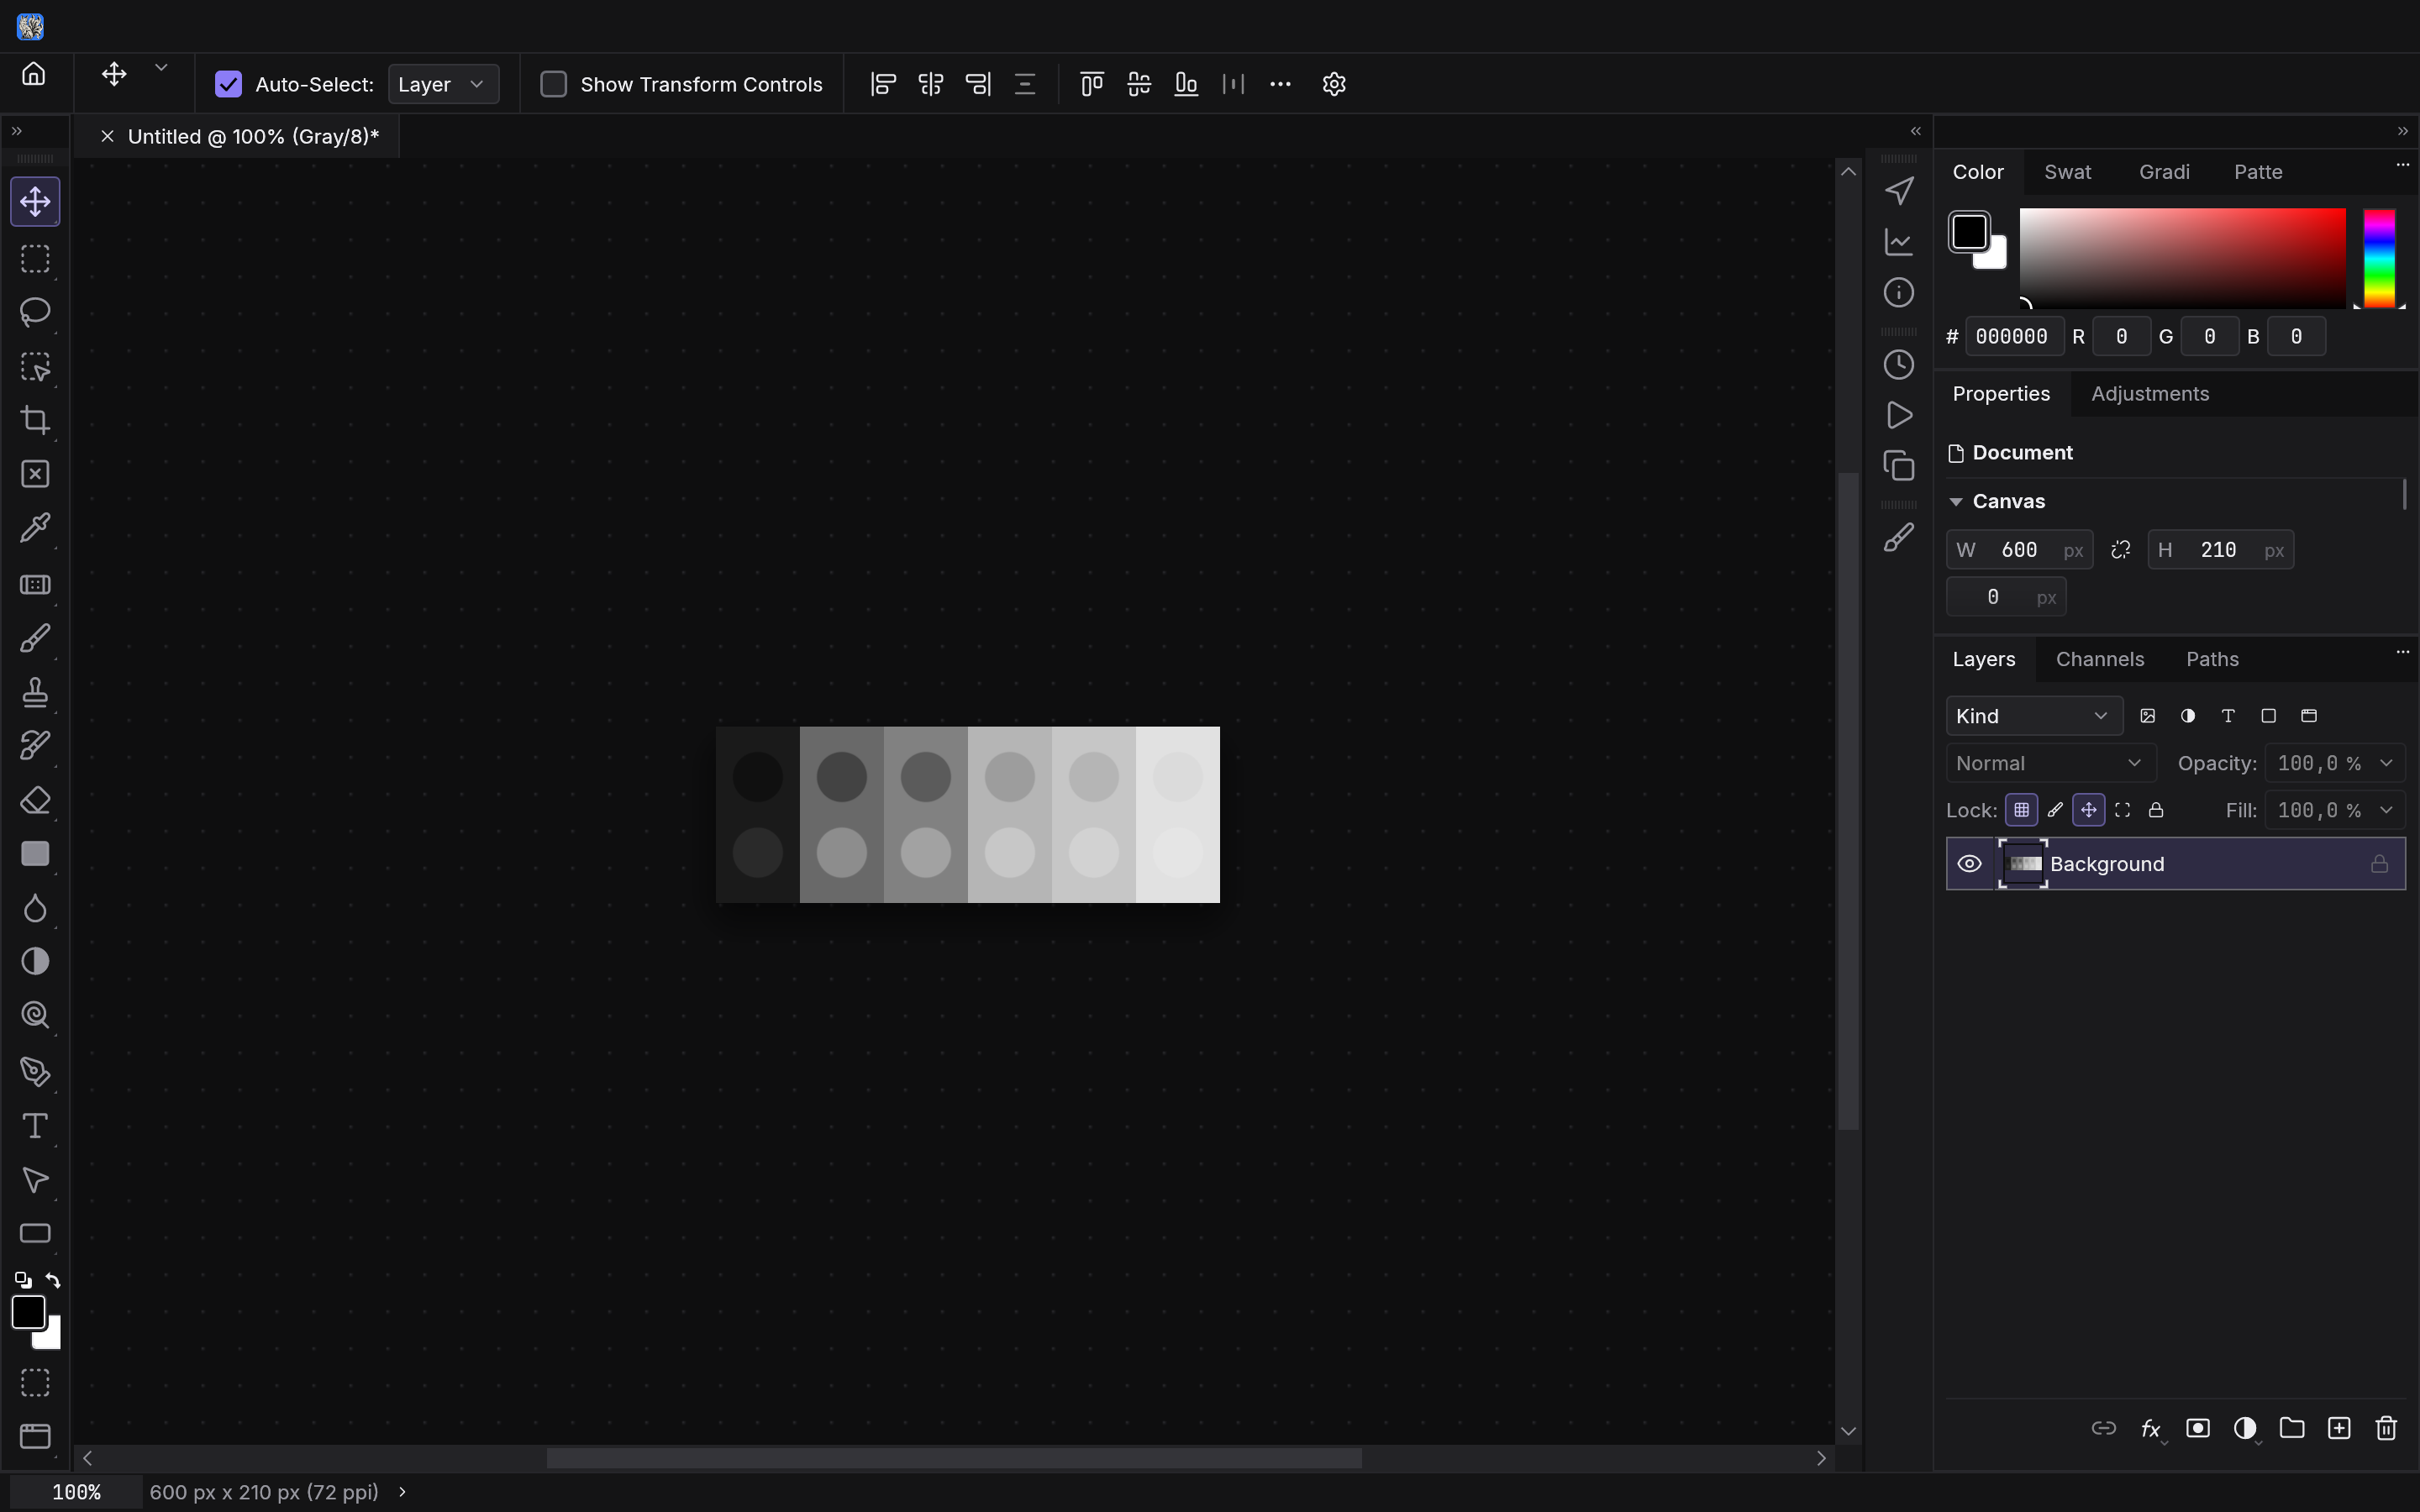 Auto-Select: Layer Show Transform Controls
Untitled @ 100% (Gray/8)*
Color Swat Gradi Patte
# 000000 R 0 G 0 B 0
Properties Adjustments
Document
Canvas
W 600 px H 210 px
0 px
Layers Channels Paths
Kind
Normal Opacity: 100,0 %
Lock: Fill: 100,0 %
Background
fx
100% 600 px x 210 px (72 ppi)